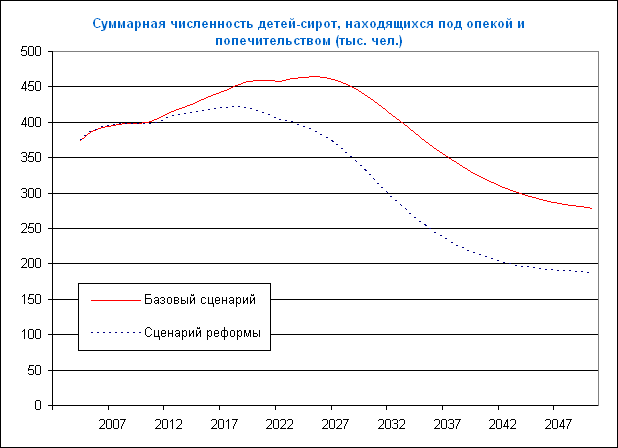 Суммарная численность детей-сирот, находящихся под опекой и
попечительством (тыс. чел.)
500
450
400
350
300
250
200
150
100
50
0
Базовый сценарий
Сценарий реформы
2007 2012 2017 2022 2027 2032 2037 2042 2047